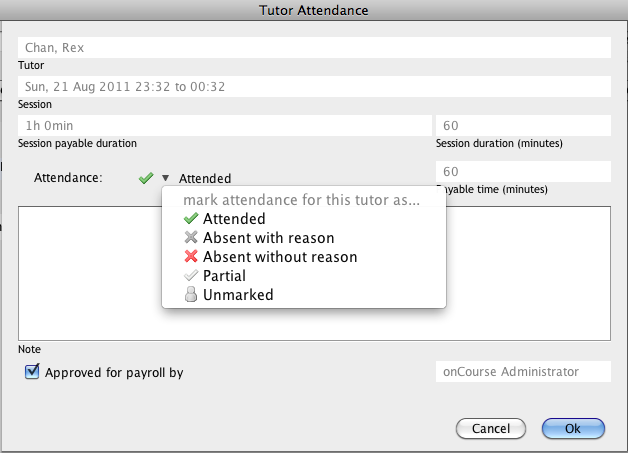 Tutor Attendance
Chan, Rex
Tutor
Sun, 21 Aug 2011 23:32 to 00:32
Session
1h 0min
60
Session payable duration
Session duration (minutes)
60
Attendance:
Attended
Payable time (minutes)
mark attendance for this tutor as...
Attended
Absent with reason
Absent without reason
Partial
Unmarked
Note
Approved for payroll by
onCourse Administrator
Cancel
Ok